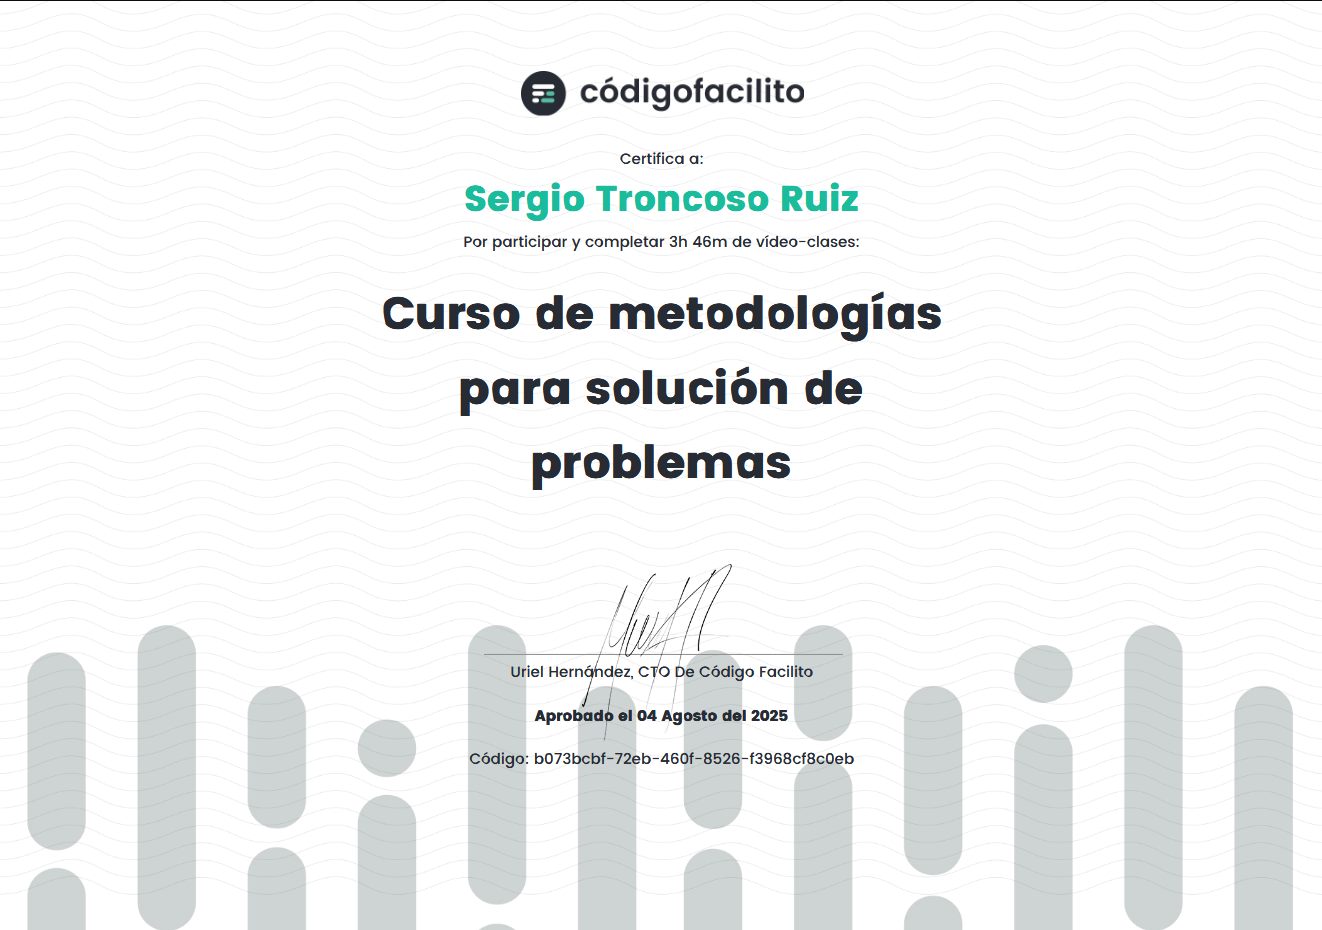 códigofacilito
Certifica a:
Sergio Troncoso Ruiz
Por participar y completar 3h 46m de vídeo-clases:
Curso de metodologías
para solución de
problemas
Uriel Hernández, CTO De Código Facilito
Aprobado el 04 Agosto del 2025
Código: b073bcbf-72eb-460f-8526-f3968cf8c0eb